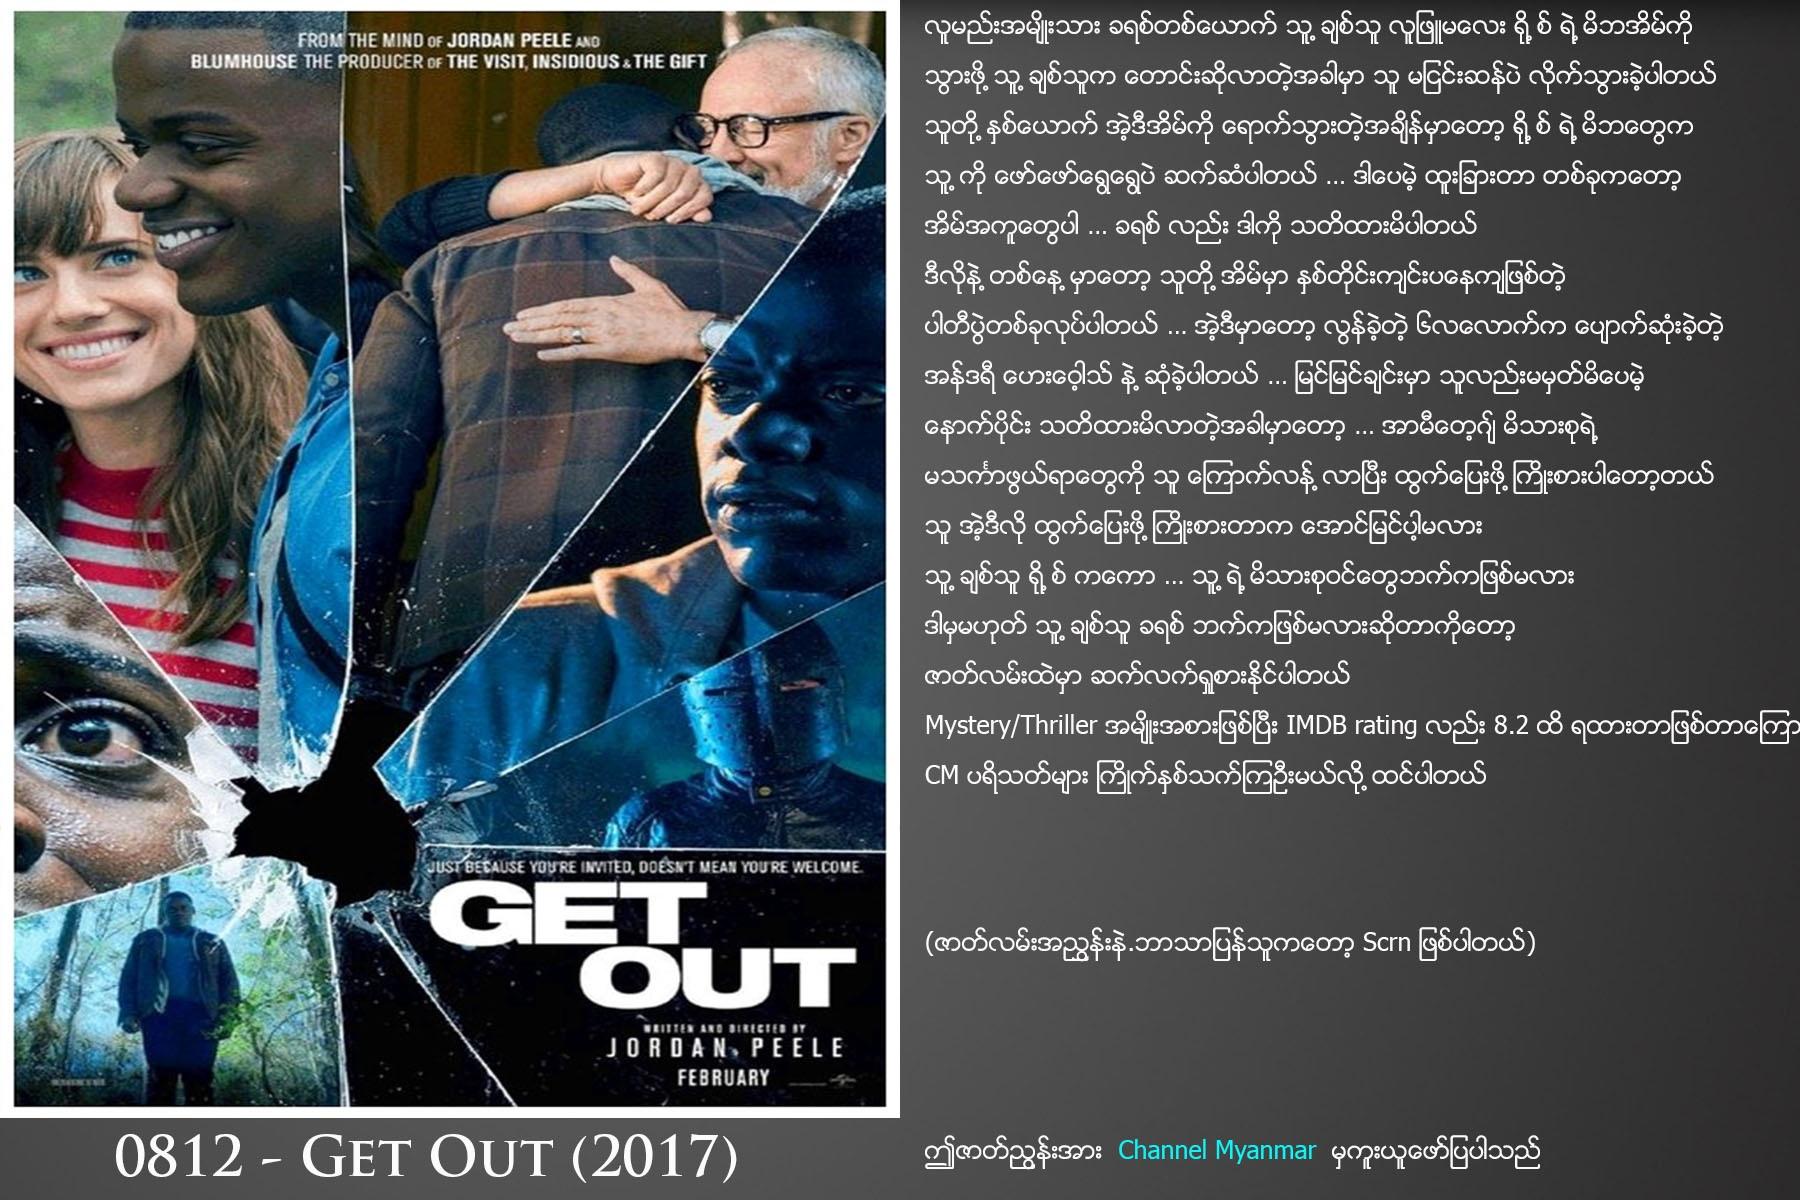 FROM THE MIND OF JORDAN PEELE AND
BLUMHOUSE THE PRODUCER OF THE VISIT, INSIDIOUS & THE GIFT
JUST BECAUSE YOU'RE INVITED, DOESN'T MEAN YOU'RE WELCOME.
GET
OUT
WRITTEN AND DIRECTED BY
JORDAN PEELE
FEBRUARY
0812 - GET OUT (2017)
လူမည်းအမျိုးသား ခရစ်တစ်ယောက် သူ့ ချစ်သူ လူဖြူမလေး ရို့ စ် ရဲ့ မိဘအိမ်ကို
သွားဖို့ သူ့ ချစ်သူက တောင်းဆိုလာတဲ့အခါမှာ သူ မငြင်းဆန်ပဲ လိုက်သွားခဲ့ပါတယ်
သူတို့ နှစ်ယောက် အဲ့ဒီအိမ်ကို ရောက်သွားတဲ့အချိန်မှာတော့ ရို့ စ် ရဲ့ မိဘတွေက
သူ့ ကို ဖော်ဖော်ရွေရွေပဲ ဆက်ဆံပါတယ် ... ဒါပေမဲ့ ထူးခြားတာ တစ်ခုကတော့
အိမ်အကူတွေပါ ... ခရစ် လည်း ဒါကို သတိထားမိပါတယ်
ဒီလိုနဲ့ တစ်နေ့ မှာတော့ သူတို့ အိမ်မှာ နှစ်တိုင်းကျင်းပနေကျဖြစ်တဲ့
ပါတီပွဲတစ်ခုလုပ်ပါတယ် ... အဲ့ဒီမှာတော့ လွန်ခဲ့တဲ့ ၆လလောက်က ပျောက်ဆုံးခဲ့တဲ့
အန်ဒရီ ဟေးဝေ့ါသ် နဲ့ ဆုံခဲ့ပါတယ် ... မြင်မြင်ချင်းမှာ သူလည်းမမှတ်မိပေမဲ့
နောက်ပိုင်း သတိထားမိလာတဲ့အခါမှာတော့ ... အာမီတေ့ဂ်ျ မိသားစုရဲ့
မသင်္ကာဖွယ်ရာတွေကို သူ ကြောက်လန့် လာပြီး ထွက်ပြေးဖို့ ကြိုးစားပါတော့တယ်
သူ အဲ့ဒီလို ထွက်ပြေးဖို့ ကြိုးစားတာက အောင်မြင်ပါ့မလား
သူ့ ချစ်သူ ရို့ စ် ကကော ... သူ့ ရဲ့ မိသားစုဝင်တွေဘက်ကဖြစ်မလား
ဒါမှမဟုတ် သူ့ ချစ်သူ ခရစ် ဘက်ကဖြစ်မလားဆိုတာကိုတော့
ဇာတ်လမ်းထဲမှာ ဆက်လက်ရှုစားနိုင်ပါတယ်
Mystery/Thriller အမျိုးအစားဖြစ်ပြီး IMDB rating လည်း 8.2 ထိ ရထားတာဖြစ်တာကြော
CM ပရိသတ်များ ကြိုက်နှစ်သက်ကြဦးမယ်လို့ ထင်ပါတယ်
(ဇာတ်လမ်းအညွှန်းနဲ.ဘာသာပြန်သူကတော့ Scrn ဖြစ်ပါတယ်)
ဤဇာတ်ညွှန်းအား Channel Myanmar မှကူးယူဖော်ပြပါသည်